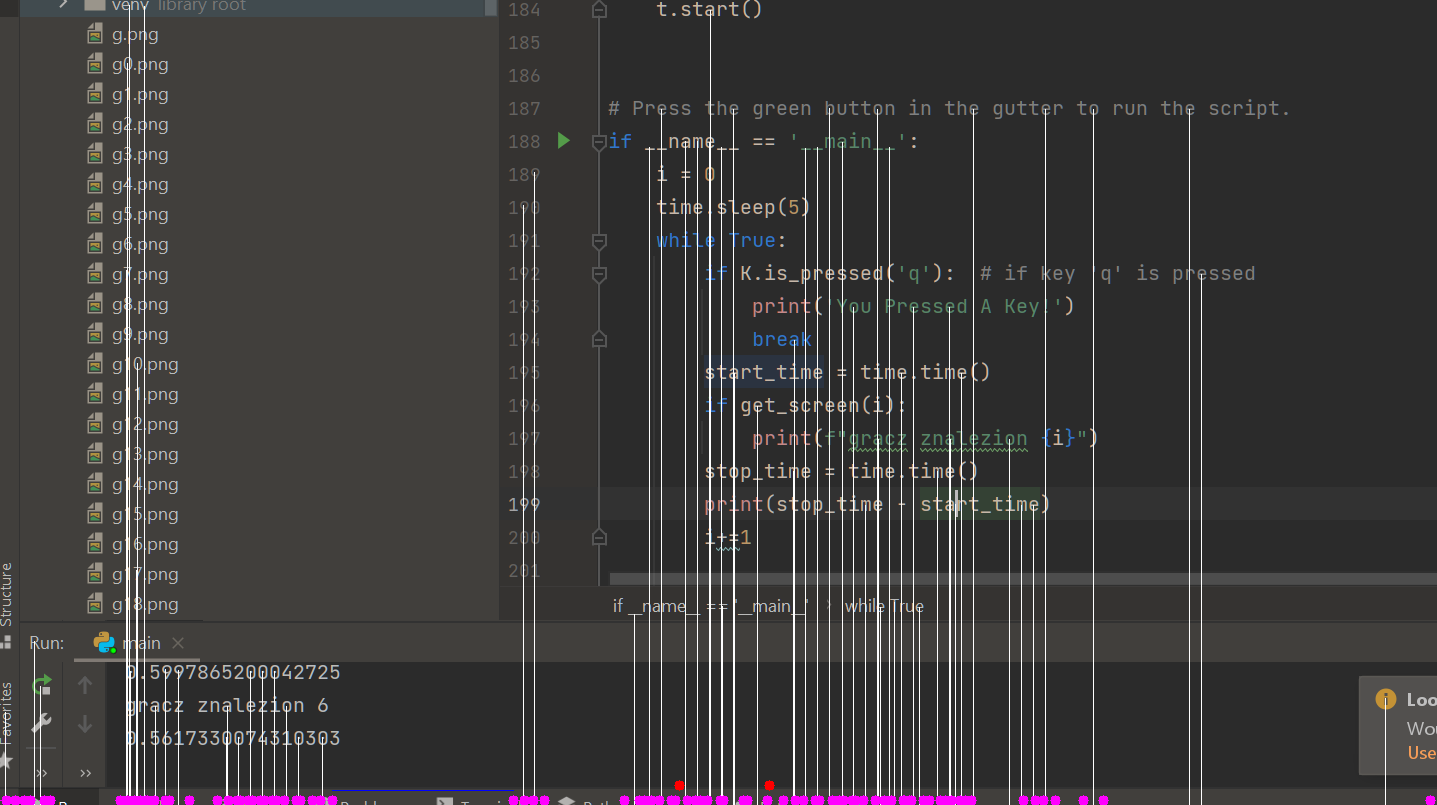 venv library root
g.png
g0.png
g1.png
g2.png
g3.png
g4.png
g5.png
g6.png
g7.png
g8.png
g9.png
g10.png
g11.png
g12.png
g13.png
g14.png
g15.png
g16.png
g17.png
g18.png
184 t.start()
185
186
187 # Press the green button in the gutter to run the script.
188 if __name__ == '__main__':
189 i = 0
190 time.sleep(5)
191 while True:
192 if K.is_pressed('q'):  # if key 'q' is pressed
193 print('You Pressed A Key!')
194 break
195 start_time = time.time()
196 if get_screen(i):
197 print(f"gracz znalezion {i}")
198 stop_time = time.time()
199 print(stop_time - start_time)
200 i+=1
201
if __name__ == '__main__' › while True
Structure
Favorites
Run: main
0.5997865200042725
gracz znalezion 6
0.5617330074310303
Loo
Wou
Use